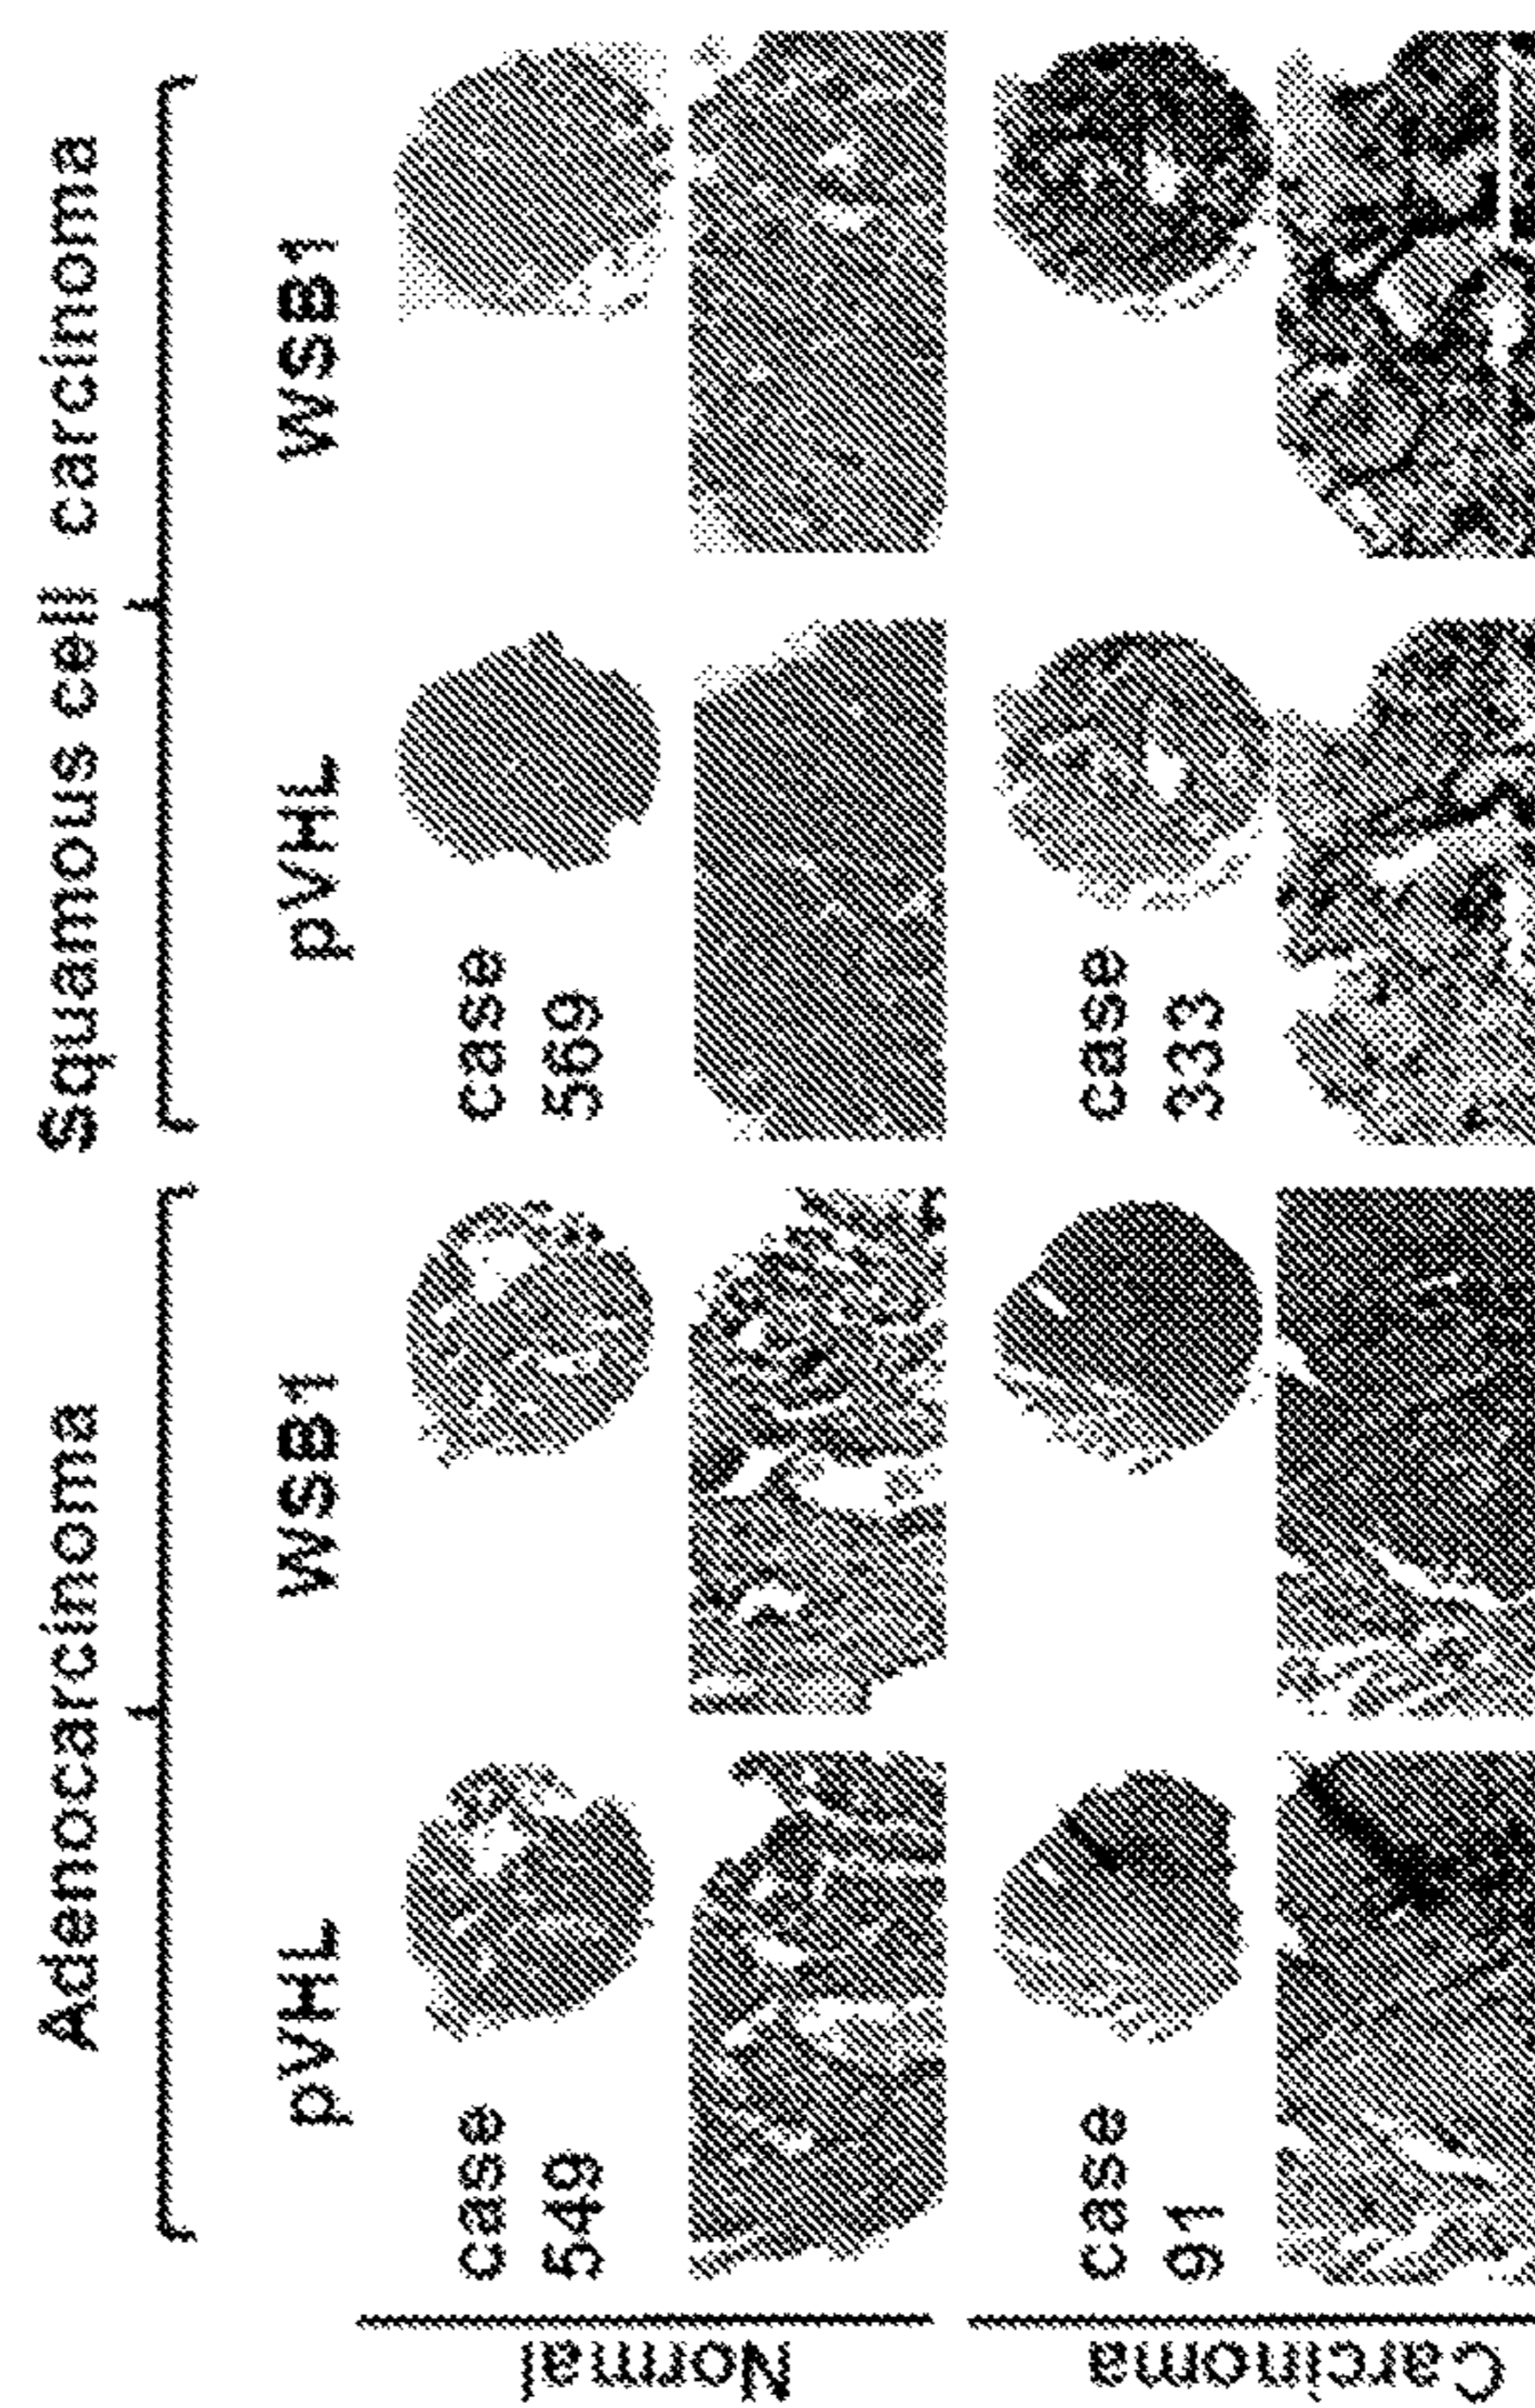 Adenocarcinoma
Squamous cell carcinoma
pVHL
WSB1
pVHL
WSB1
Normal
case
549
case
569
Carcinoma
case
91
case
333